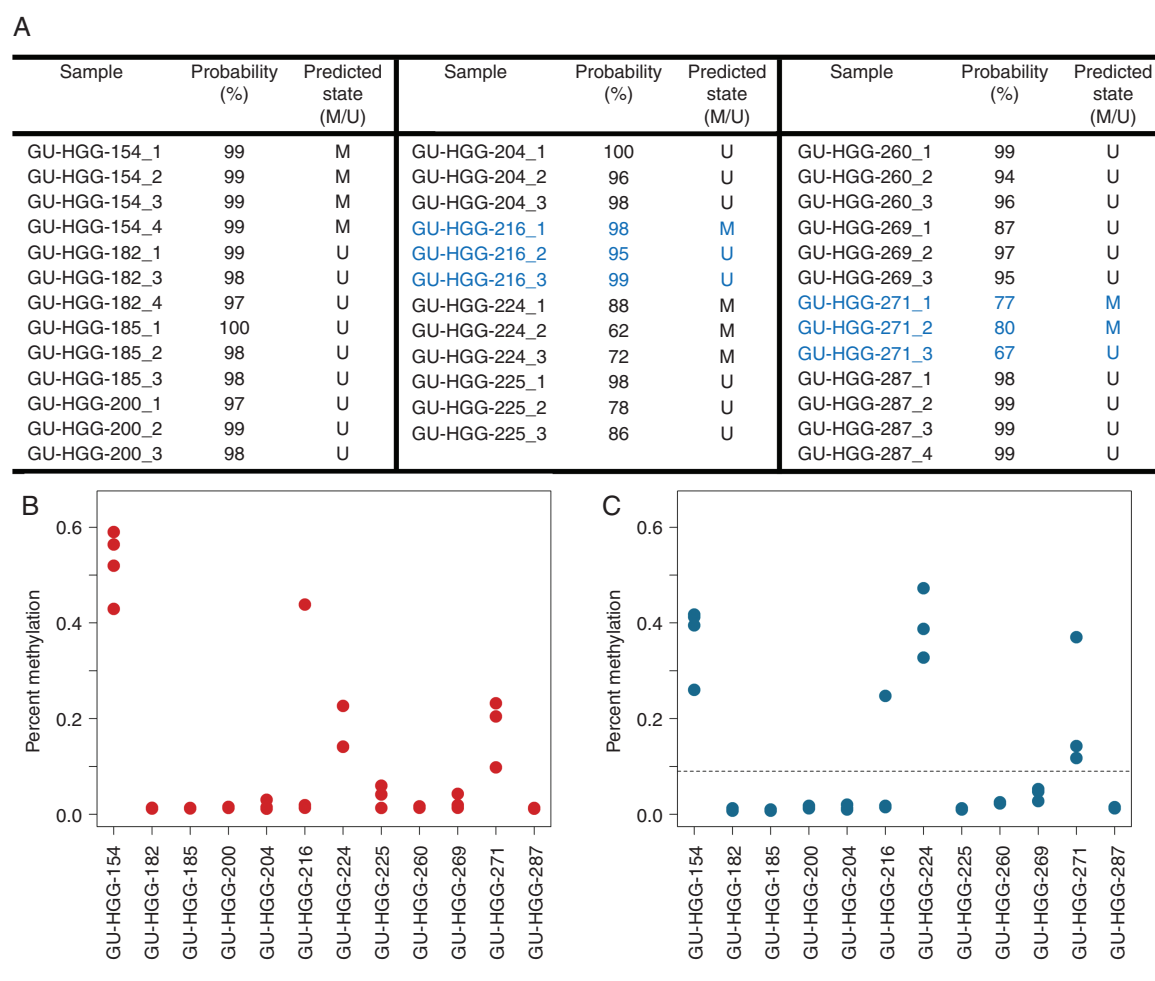 A
Sample Probability (%) Predicted state (M/U) Sample Probability (%) Predicted state (M/U) Sample Probability (%) Predicted state (M/U)
GU-HGG-154_1 99 M GU-HGG-204_1 100 U GU-HGG-260_1 99 U
GU-HGG-154_2 99 M GU-HGG-204_2 96 U GU-HGG-260_2 94 U
GU-HGG-154_3 99 M GU-HGG-204_3 98 U GU-HGG-260_3 96 U
GU-HGG-154_4 99 M GU-HGG-216_1 98 M GU-HGG-269_1 87 U
GU-HGG-182_1 99 U GU-HGG-216_2 95 U GU-HGG-269_2 97 U
GU-HGG-182_3 98 U GU-HGG-216_3 99 U GU-HGG-269_3 95 U
GU-HGG-182_4 97 U GU-HGG-224_1 88 M GU-HGG-271_1 77 M
GU-HGG-185_1 100 U GU-HGG-224_2 62 M GU-HGG-271_2 80 M
GU-HGG-185_2 98 U GU-HGG-224_3 72 M GU-HGG-271_3 67 U
GU-HGG-185_3 98 U GU-HGG-225_1 98 U GU-HGG-287_1 98 U
GU-HGG-200_1 97 U GU-HGG-225_2 78 U GU-HGG-287_2 99 U
GU-HGG-200_2 99 U GU-HGG-225_3 86 U GU-HGG-287_3 99 U
GU-HGG-200_3 98 U GU-HGG-287_4 99 U
B
Percent methylation
0.6
0.4
0.2
0.0
GU-HGG-154
GU-HGG-182
GU-HGG-185
GU-HGG-200
GU-HGG-204
GU-HGG-216
GU-HGG-224
GU-HGG-225
GU-HGG-260
GU-HGG-269
GU-HGG-271
GU-HGG-287
C
Percent methylation
0.6
0.4
0.2
0.0
GU-HGG-154
GU-HGG-182
GU-HGG-185
GU-HGG-200
GU-HGG-204
GU-HGG-216
GU-HGG-224
GU-HGG-225
GU-HGG-260
GU-HGG-269
GU-HGG-271
GU-HGG-287